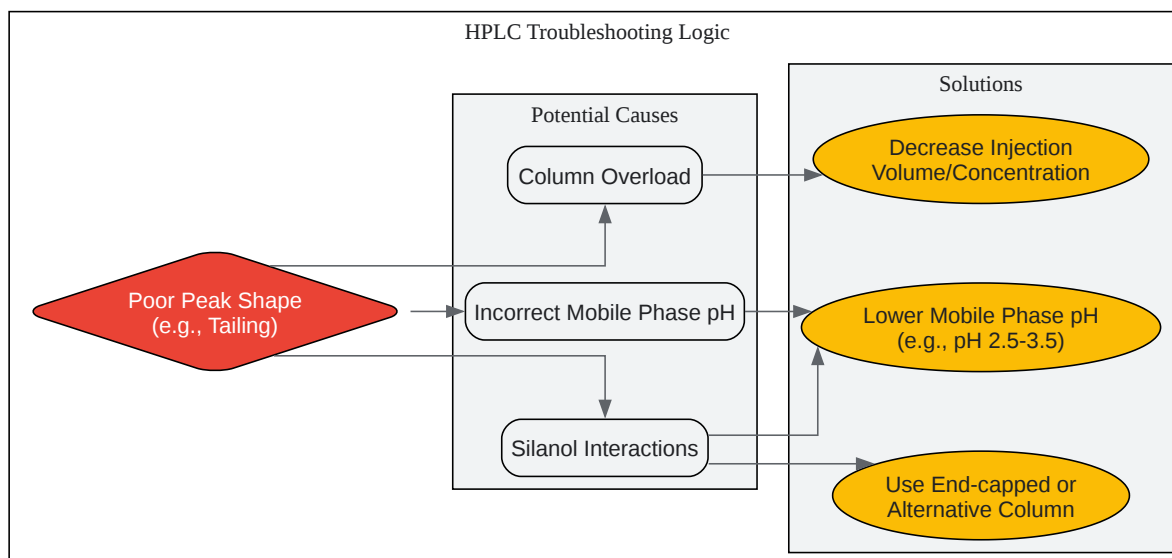 HPLC Troubleshooting Logic
Potential Causes
Solutions
Poor Peak Shape
(e.g., Tailing)
Column Overload
Incorrect Mobile Phase pH
Silanol Interactions
Decrease Injection
Volume/Concentration
Lower Mobile Phase pH
(e.g., pH 2.5-3.5)
Use End-capped or
Alternative Column